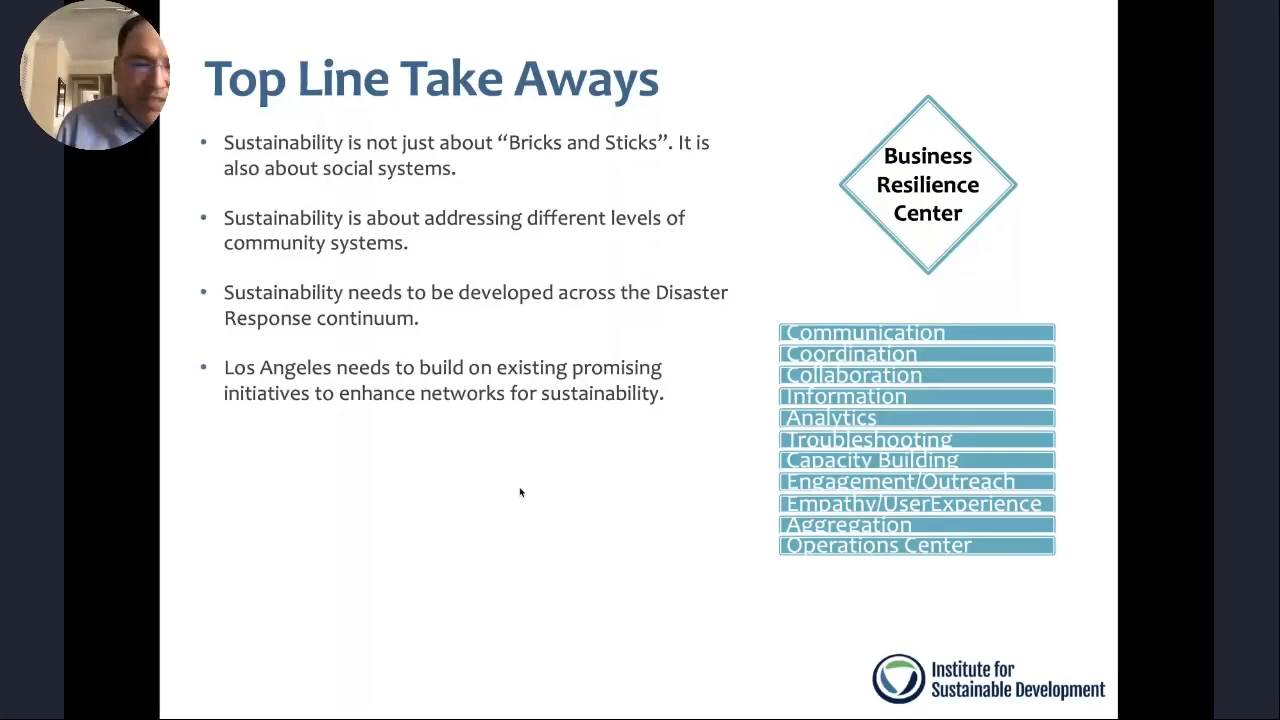 Top Line Take Aways
• Sustainability is not just about “Bricks and Sticks”. It is
also about social systems.
• Sustainability is about addressing different levels of
community systems.
• Sustainability needs to be developed across the Disaster
Response continuum.
• Los Angeles needs to build on existing promising
initiatives to enhance networks for sustainability.
Business
Resilience
Center
Communication
Coordination
Collaboration
Information
Analytics
Troubleshooting
Capacity Building
Engagement/Outreach
Empathy/UserExperience
Aggregation
Operations Center
Institute for
Sustainable Development